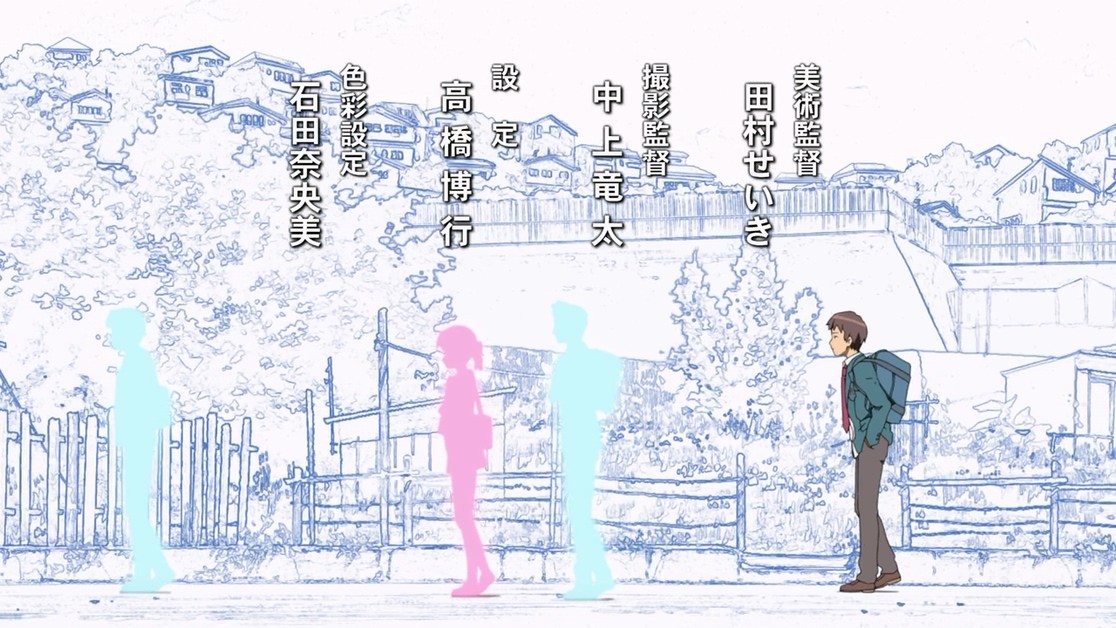 美術監督
田村せいき
撮影監督
中上竜太
設定
高橋博行
色彩設定
石田奈央美